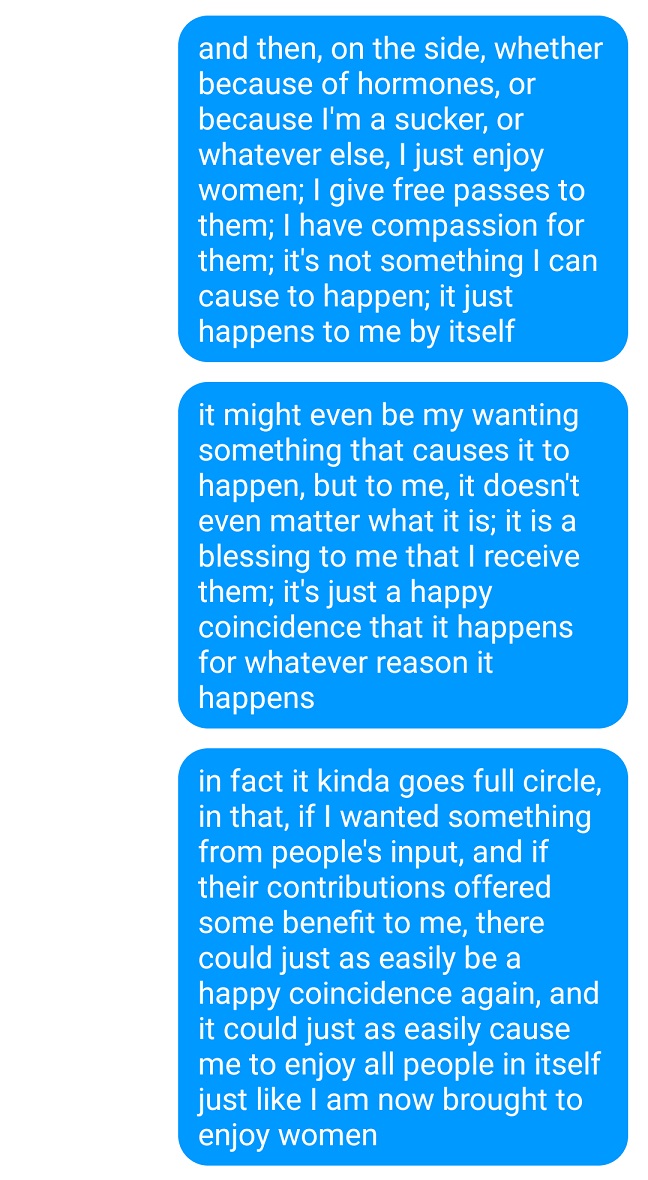 and then, on the side, whether
because of hormones, or
because I'm a sucker, or
whatever else, I just enjoy
women; I give free passes to
them; I have compassion for
them; it's not something I can
cause to happen; it just
happens to me by itself
it might even be my wanting
something that causes it to
happen, but to me, it doesn't
even matter what it is; it is a
blessing to me that I receive
them; it's just a happy
coincidence that it happens
for whatever reason it
happens
in fact it kinda goes full circle,
in that, if I wanted something
from people's input, and if
their contributions offered
some benefit to me, there
could just as easily be a
happy coincidence again, and
it could just as easily cause
me to enjoy all people in itself
just like I am now brought to
enjoy women